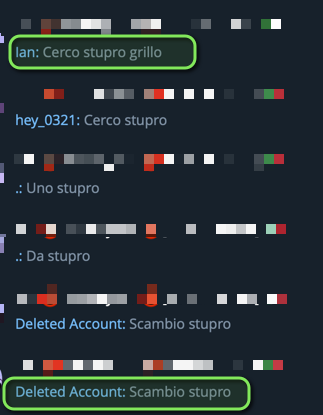 Ian: Cerco stupro grillo
hey_0321: Cerco stupro
.: Uno stupro
.: Da stupro
Deleted Account: Scambio stupro
Deleted Account: Scambio stupro